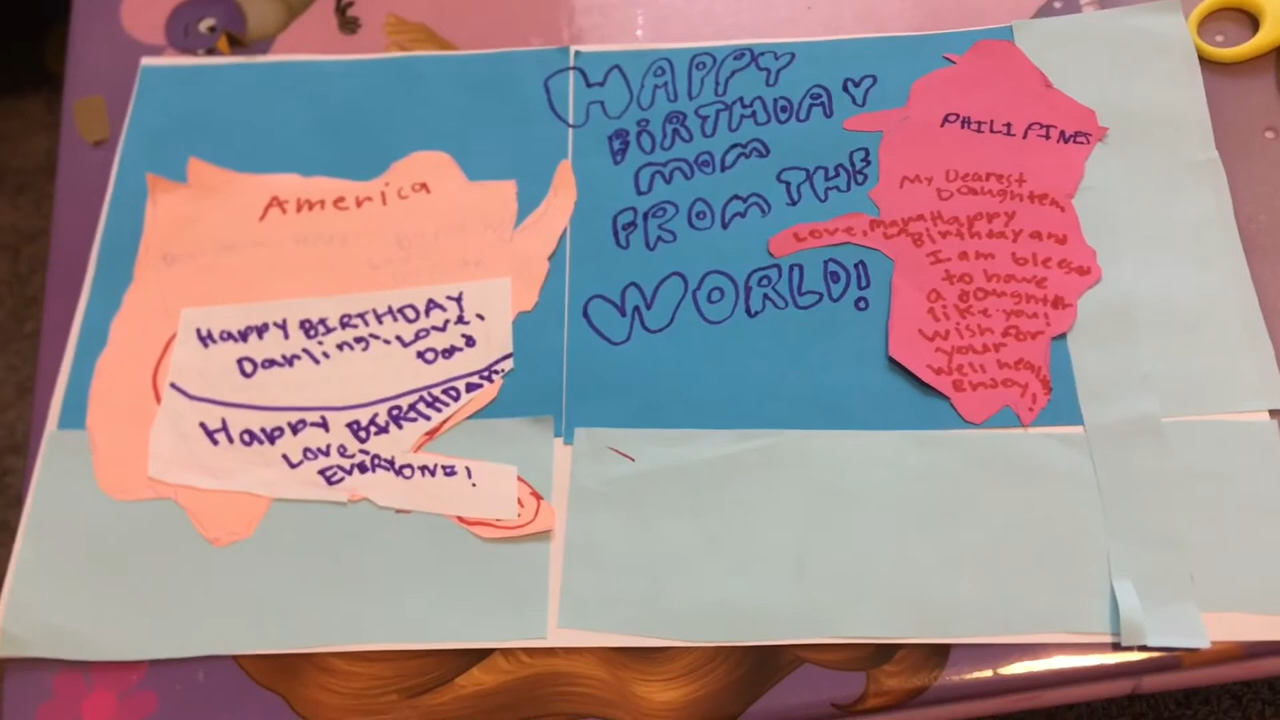 America
HAPPY BIRTHDAY
Darling! Love,
Dad
Happy BIRTHDAY.
Love
EVERYONE!
HAPPY
BiRTHDAY
MOM
FROM THE
WORLD!
PHILIPINES
My Dearest
Daughter,
Happy
Birthday and
I am blessed
to have
a daughter
like you!
Wish for
your
well health
Enjoy!
Love, Mama